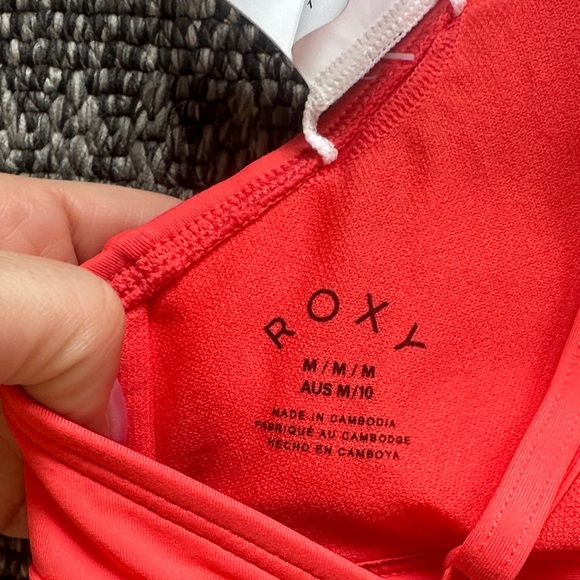 ROXY
M / M / M
AUS M/10
MADE IN CAMBODIA
FABRIQUÉ AU CAMBODGE
HECHO EN CAMBOYA